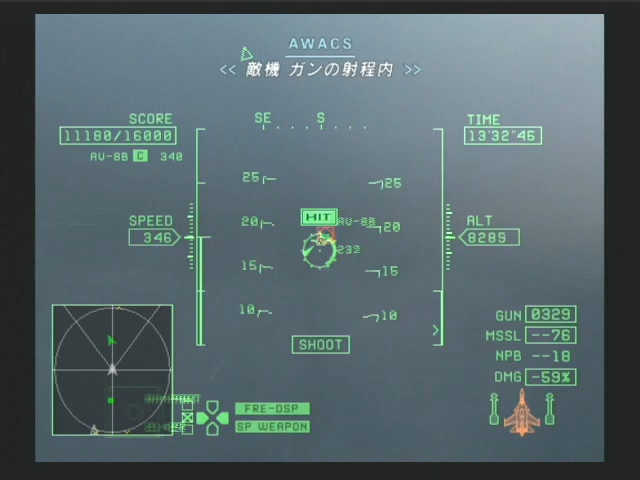 AWACS
<< 敵機 ガンの射程内 >>
SCORE
11180/16000
AV-8B C 340
TIME
13'32"46
SE S
25 25
HIT AV-8B
20 20
SPEED
346
ALT
8285
232
15 15
10 10
SHOOT
GUN 0329
MSSL --76
NPB --18
DMG -59%
FRE-DSP
SP WEAPON